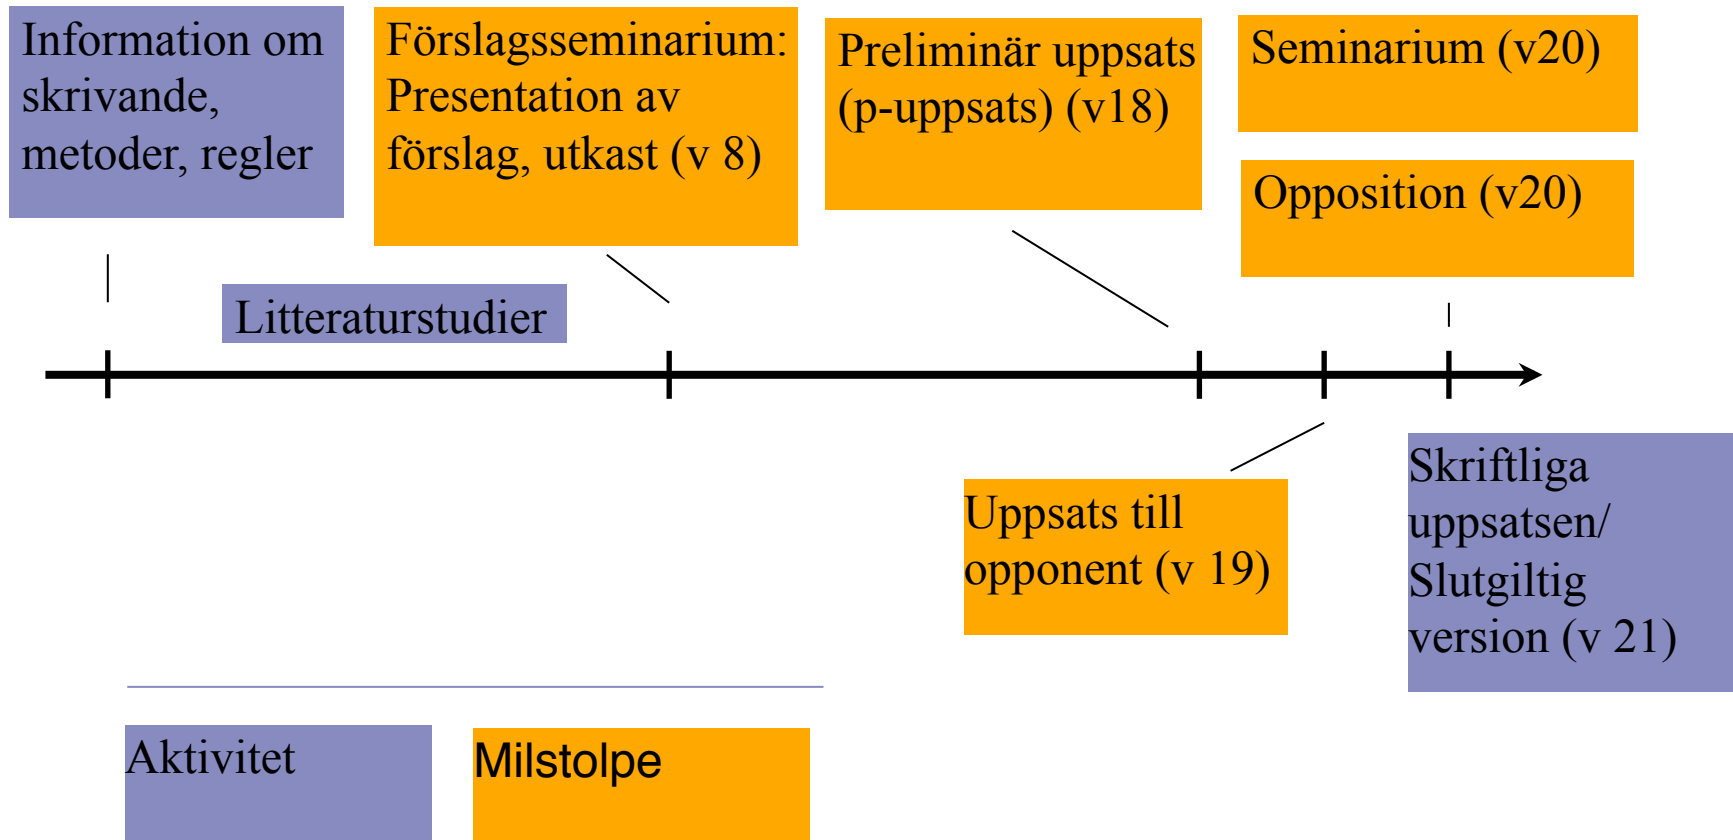 Information om
skrivande,
metoder, regler
Förslagsseminarium:
Presentation av
förslag, utkast (v 8)
Preliminär uppsats
(p-uppsats) (v18)
Seminarium (v20)
Opposition (v20)
Litteraturstudier
Uppsats till
opponent (v 19)
Skriftliga
uppsatsen/
Slutgiltig
version (v 21)
Aktivitet
Milstolpe